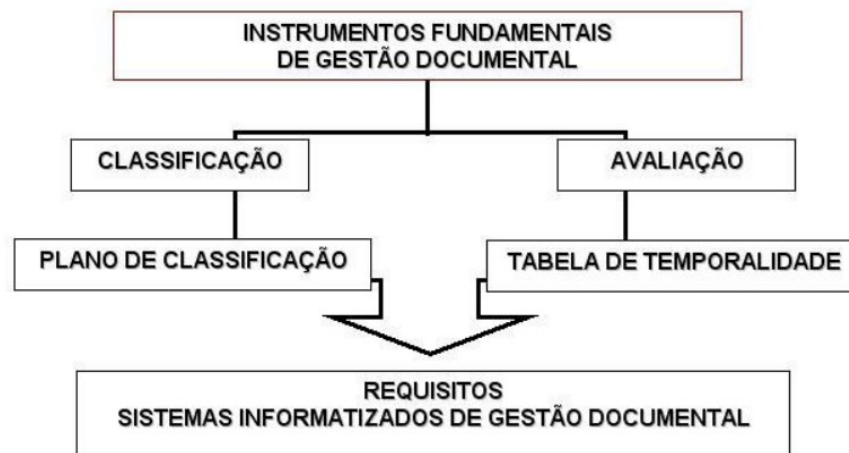 INSTRUMENTOS FUNDAMENTAIS
DE GESTÃO DOCUMENTAL
CLASSIFICAÇÃO
AVALIAÇÃO
PLANO DE CLASSIFICAÇÃO
TABELA DE TEMPORALIDADE
REQUISITOS
SISTEMAS INFORMATIZADOS DE GESTÃO DOCUMENTAL